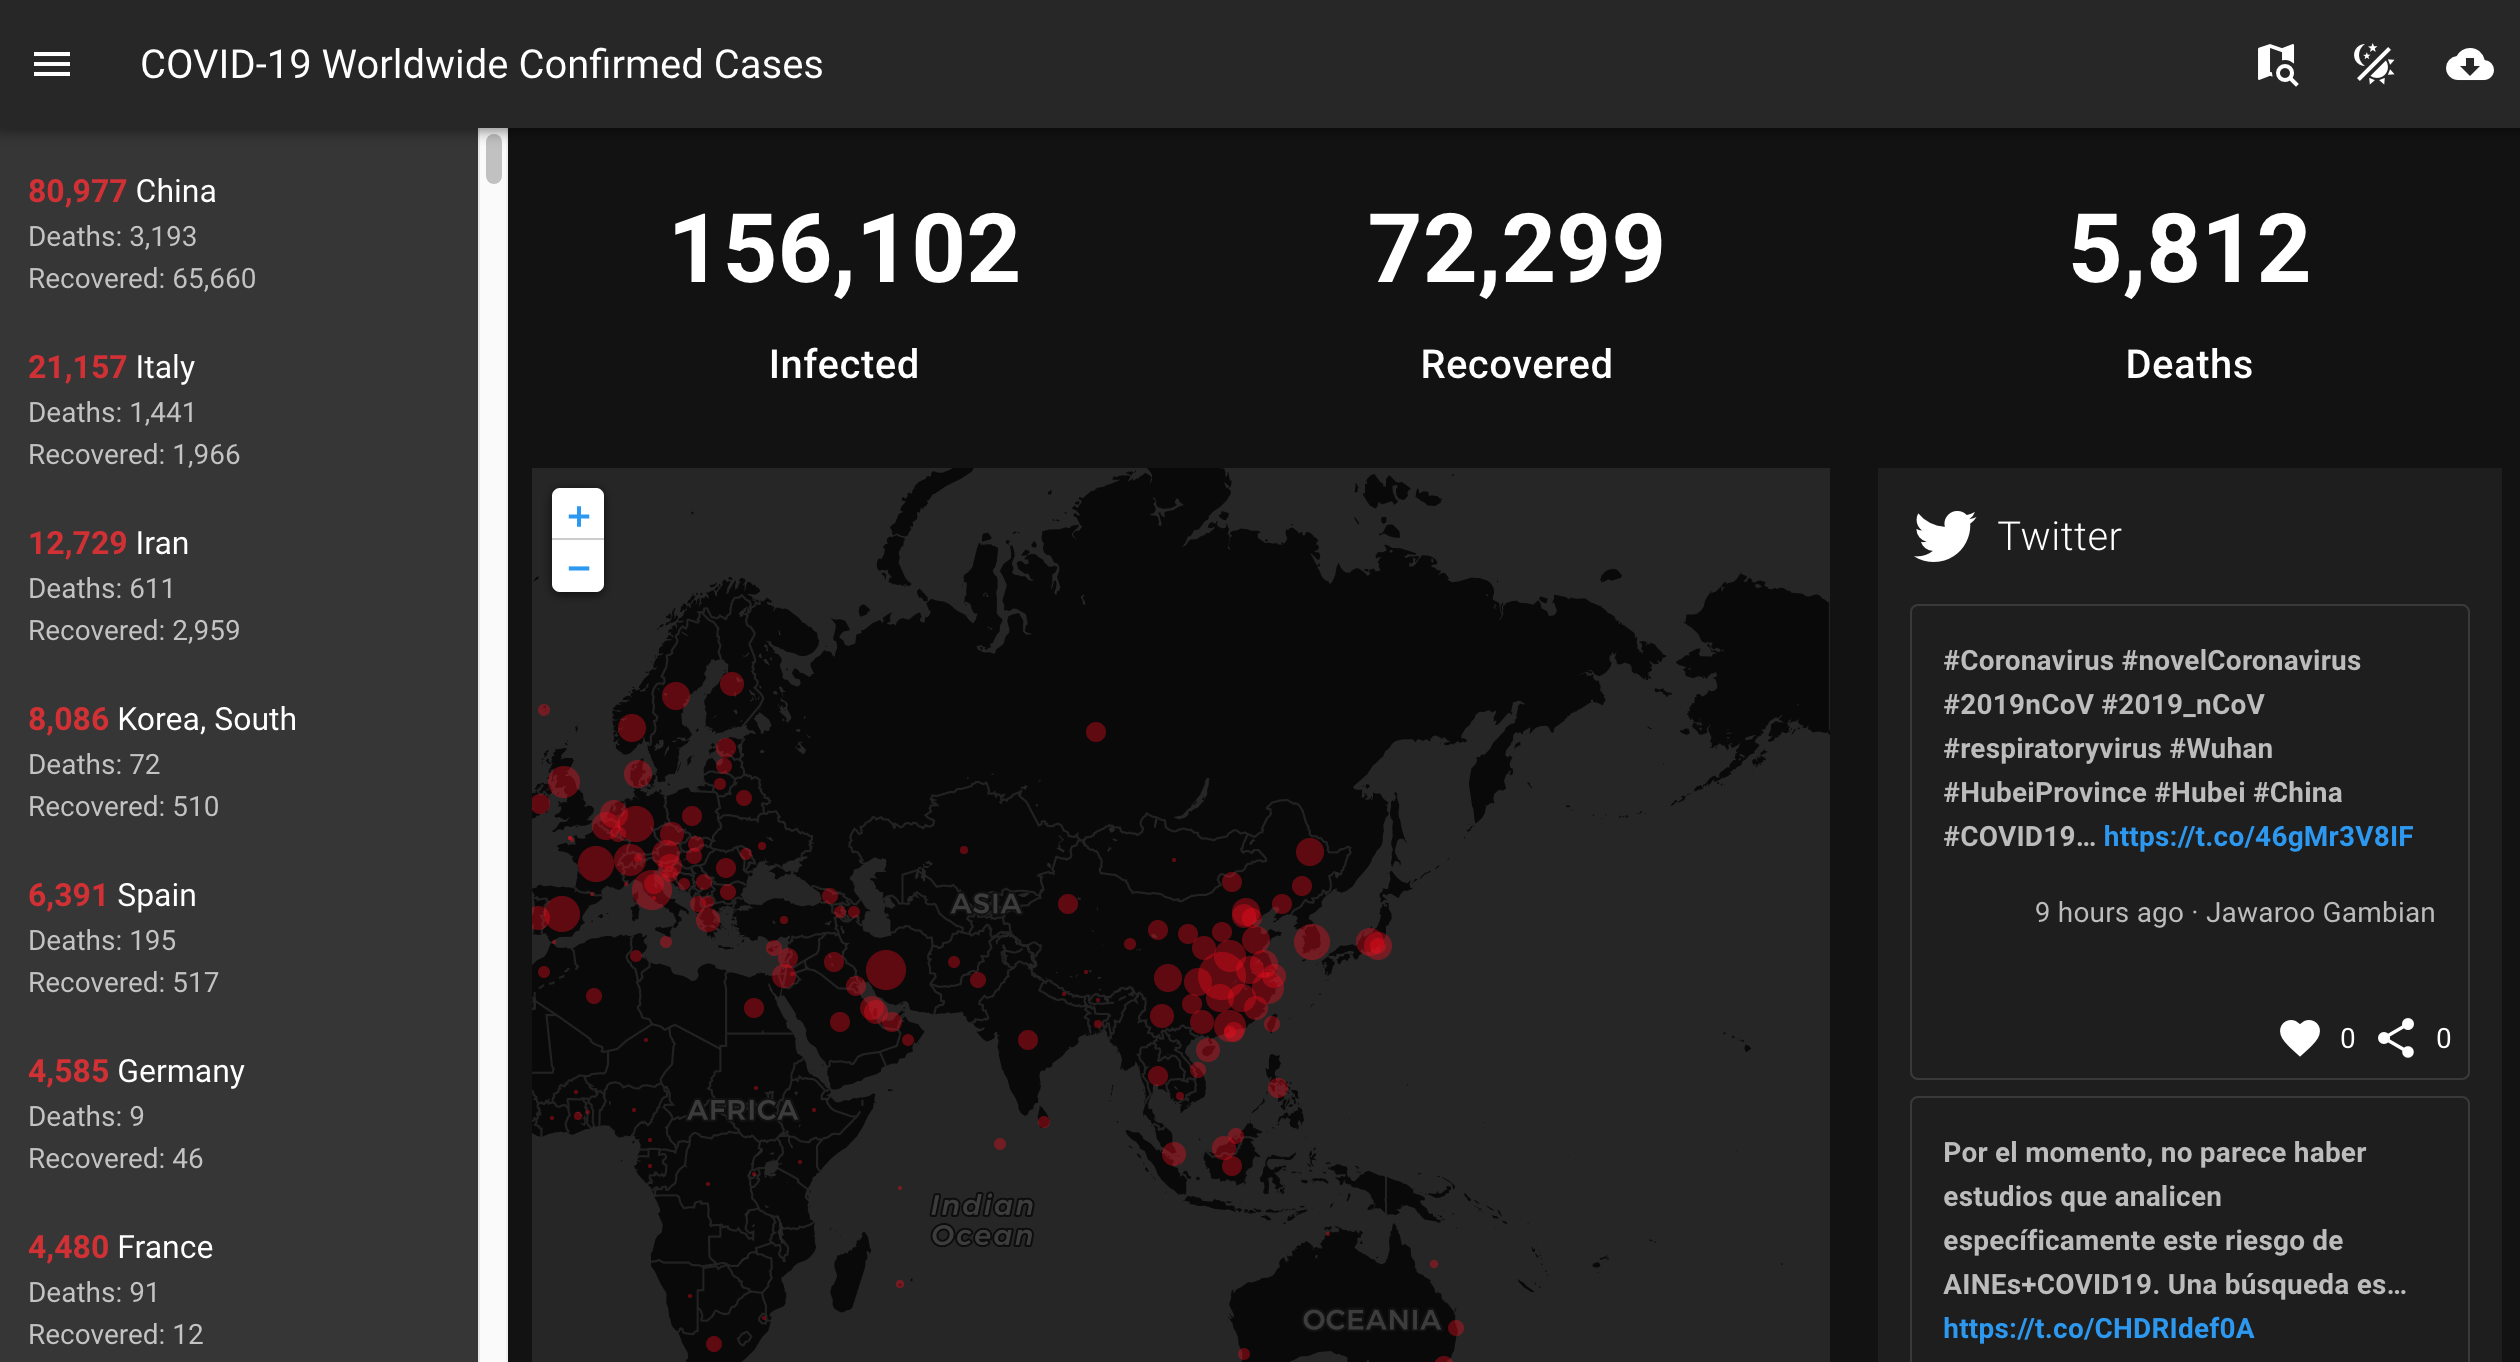 COVID-19 Worldwide Confirmed Cases
80,977 China
Deaths: 3,193
Recovered: 65,660
21,157 Italy
Deaths: 1,441
Recovered: 1,966
12,729 Iran
Deaths: 611
Recovered: 2,959
8,086 Korea, South
Deaths: 72
Recovered: 510
6,391 Spain
Deaths: 195
Recovered: 517
4,585 Germany
Deaths: 9
Recovered: 46
4,480 France
Deaths: 91
Recovered: 12
156,102
Infected
72,299
Recovered
5,812
Deaths
+
−
ASIA
AFRICA
Indian
Ocean
OCEANIA
Twitter
#Coronavirus #novelCoronavirus
#2019nCoV #2019_nCoV
#respiratoryvirus #Wuhan
#HubeiProvince #Hubei #China
#COVID19… https://t.co/46gMr3V8IF
9 hours ago · Jawaroo Gambian
0 0
Por el momento, no parece haber
estudios que analicen
específicamente este riesgo de
AINEs+COVID19. Una búsqueda es…
https://t.co/CHDRIdef0A